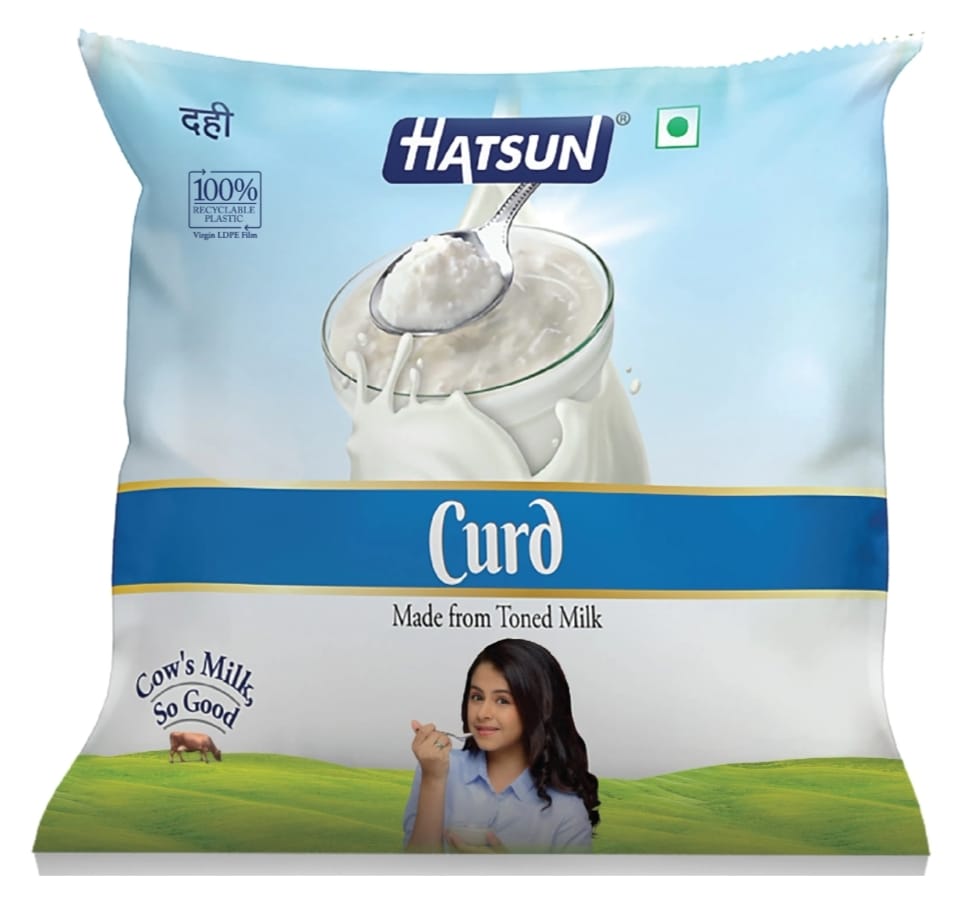 दही
HATSUN®
100%
RECYCLABLE
PLASTIC
Virgin LDPE Film
Curd
Made from Toned Milk
Cow's Milk,
So Good